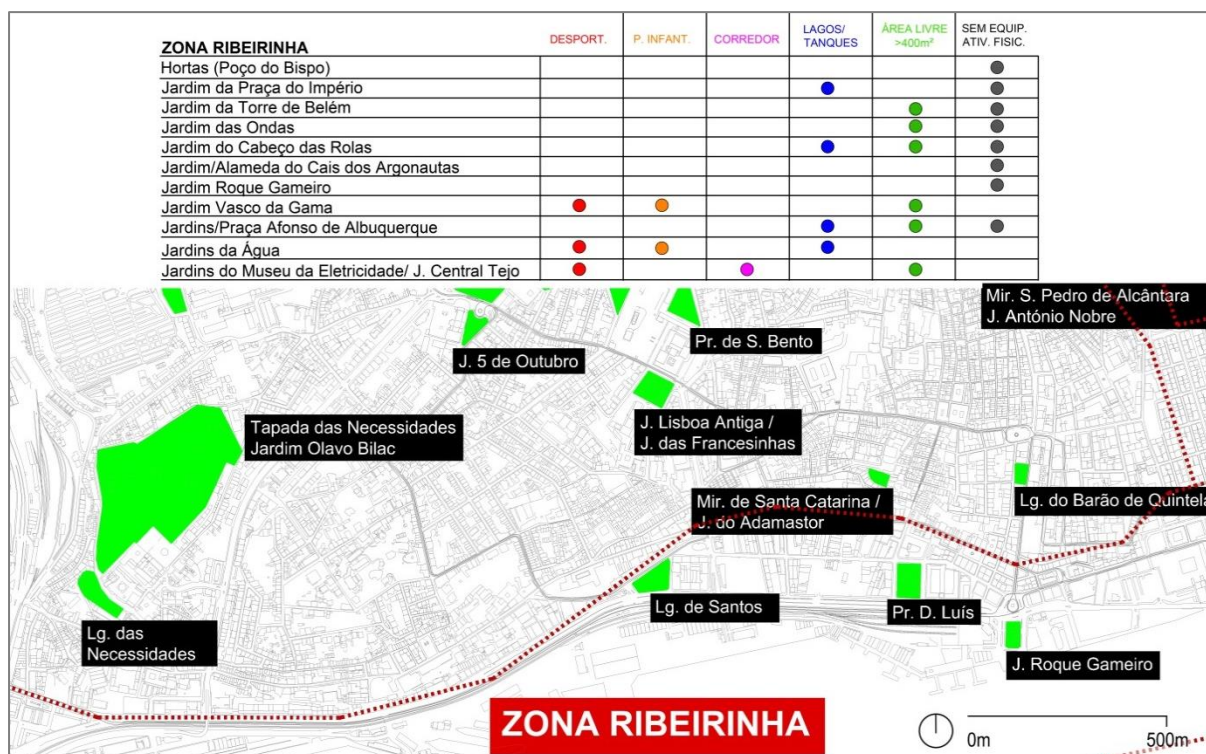 ZONA RIBEIRINHA
DESPORT.
P. INFANT.
CORREDOR
LAGOS/
TANQUES
ÁREA LIVRE
>400m²
SEM EQUIP.
ATIV. FISIC.
Hortas (Poço do Bispo)
Jardim da Praça do Império
Jardim da Torre de Belém
Jardim das Ondas
Jardim do Cabeço das Rolas
Jardim/Alameda do Cais dos Argonautas
Jardim Roque Gameiro
Jardim Vasco da Gama
Jardins/Praça Afonso de Albuquerque
Jardins da Água
Jardins do Museu da Eletricidade/ J. Central Tejo
Mir. S. Pedro de Alcântara
J. António Nobre
Pr. de S. Bento
J. 5 de Outubro
Tapada das Necessidades
Jardim Olavo Bilac
J. Lisboa Antiga /
J. das Francesinhas
Mir. de Santa Catarina /
J. do Adamastor
Lg. do Barão de Quintela
Lg. de Santos
Pr. D. Luís
Lg. das
Necessidades
J. Roque Gameiro
ZONA RIBEIRINHA
0m
500m